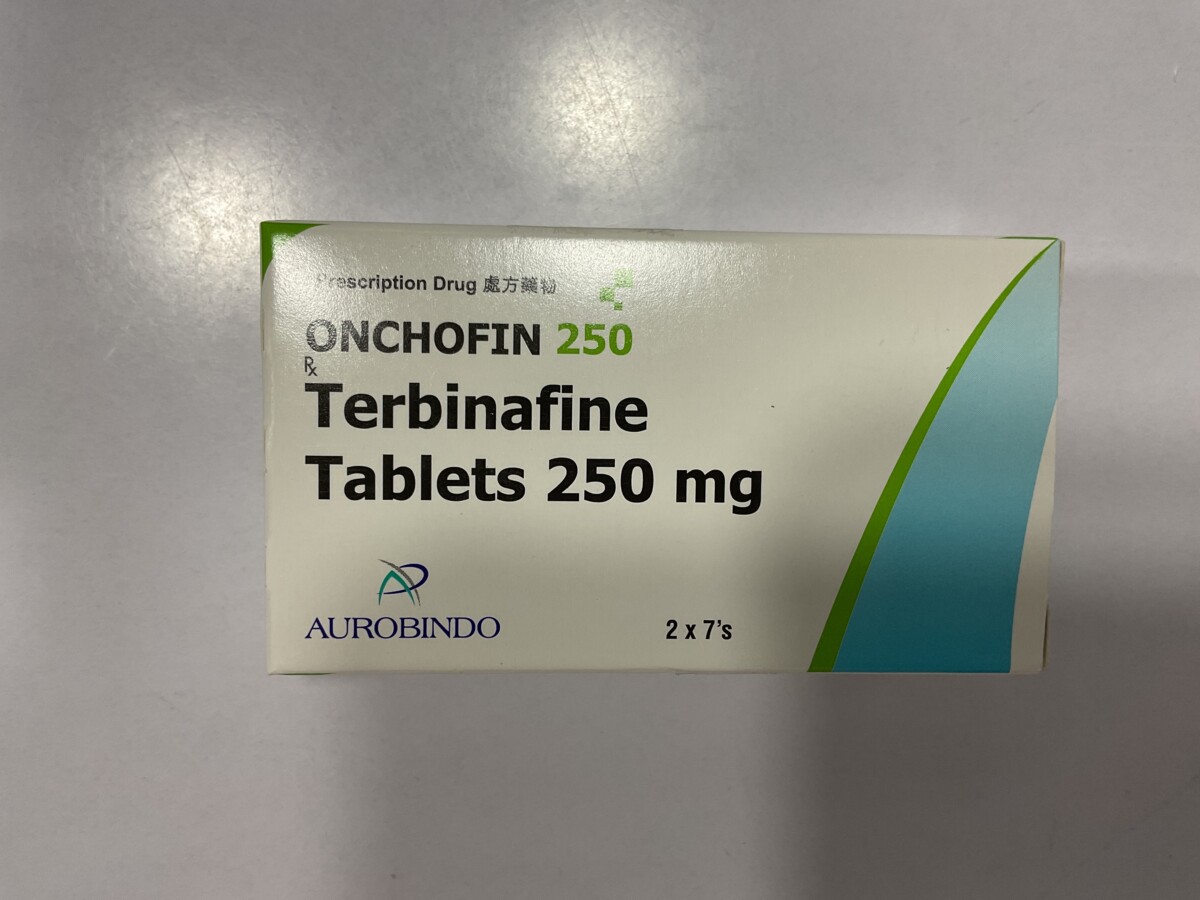 Prescription Drug 處方藥物
ONCHOFIN 250
Rx
Terbinafine
Tablets 250 mg
AUROBINDO
2 x 7's